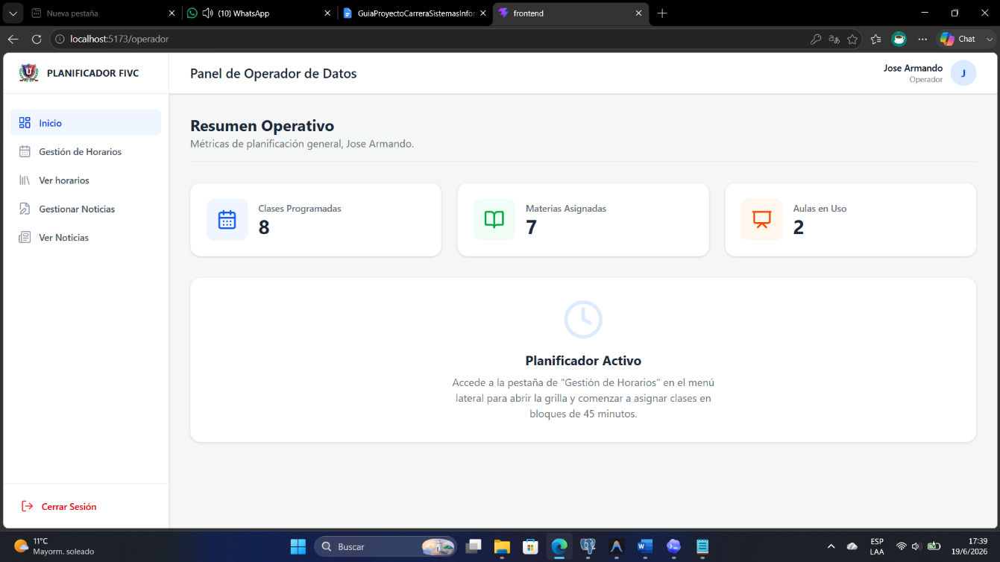 Nueva pestaña
(10) WhatsApp
GuiaProyectoCarreraSistemasInfor
frontend
localhost:5173/operador
Chat
PLANIFICADOR FIVC
Panel de Operador de Datos
Jose Armando
Operador
J
Inicio
Gestión de Horarios
Ver horarios
Gestionar Noticias
Ver Noticias
Cerrar Sesión
Resumen Operativo
Métricas de planificación general, Jose Armando.
Clases Programadas
8
Materias Asignadas
7
Aulas en Uso
2
Planificador Activo
Accede a la pestaña de "Gestión de Horarios" en el menú
lateral para abrir la grilla y comenzar a asignar clases en
bloques de 45 minutos.
11°C
Mayorm. soleado
Buscar
ESP
LAA
17:39
19/6/2026